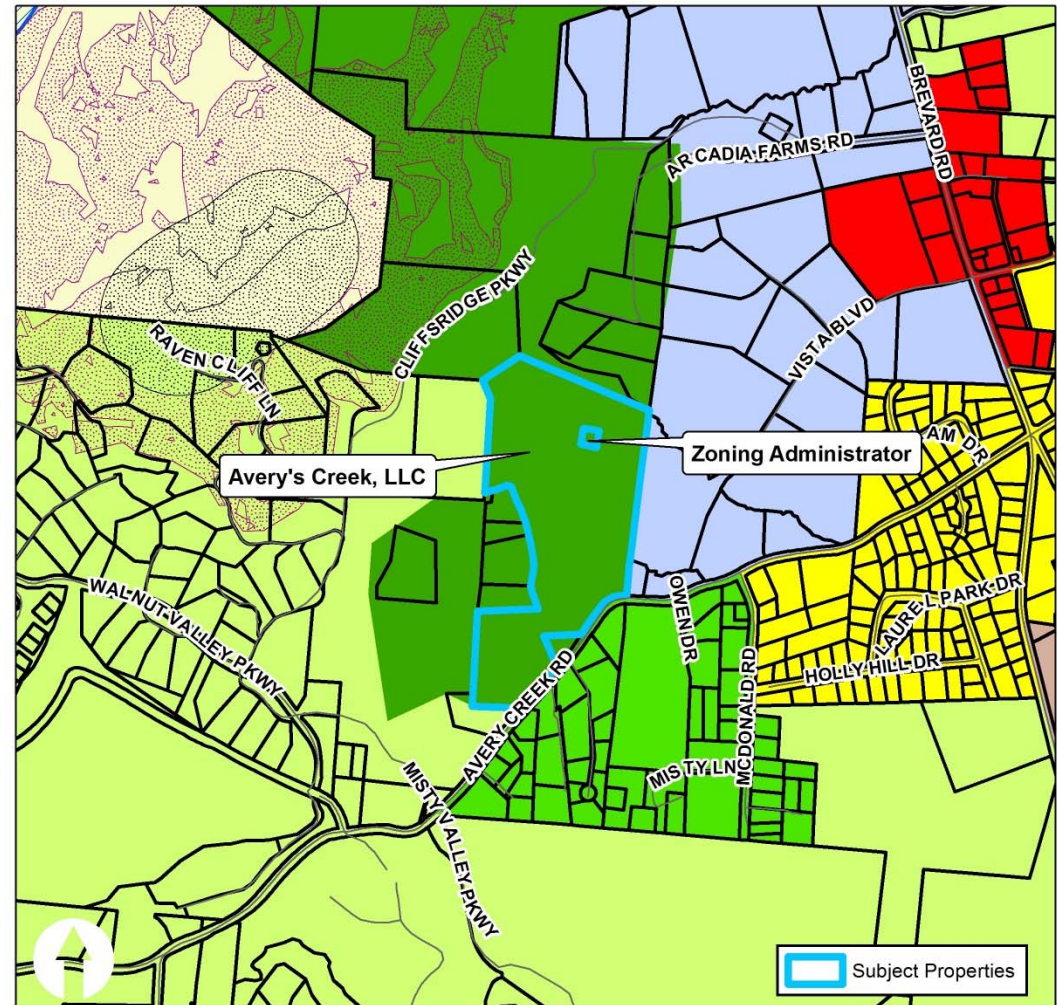 BREVARD RD
ARCADIA FARMS RD
CLIFFSRIDGE PKWY
VISTA BLVD
RAVEN CLIFF LN
AM DR
Avery's Creek, LLC
Zoning Administrator
WALNUT VALLEY PKWY
OWEN DR
LAUREL PARK DR
HOLLY HILL DR
MCDONALD RD
AVERY CREEK RD
MISTY LN
MISTY VALLEY PKWY
Subject Properties